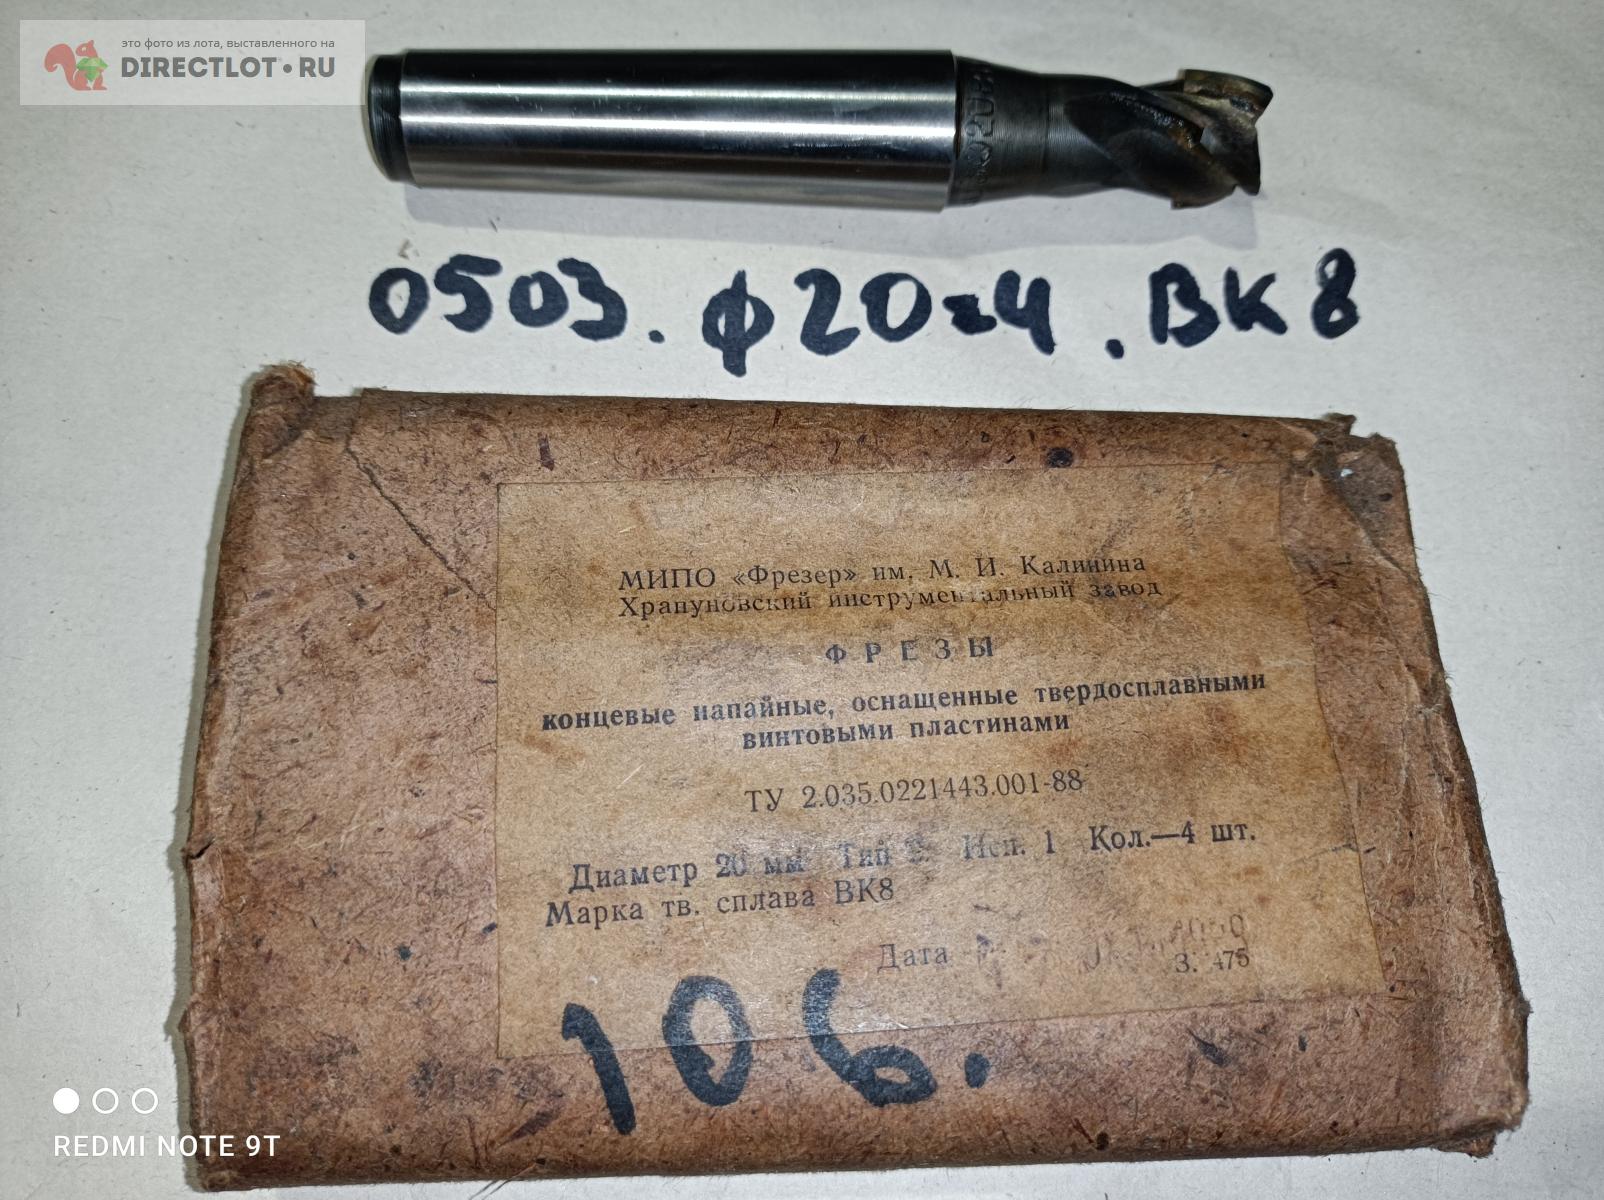 это фото из лота, выставленного на
DIRECTLOT.RU
0503. ф20z4. ВК8
МИПО «Фрезер» им. М. И. Калинина
Храпуновский инструментальный завод
ФРЕЗЫ
концевые напайные, оснащенные твердосплавными
винтовыми пластинами
ТУ 2.035.0221443.001-88
Диаметр 20 мм Тип Исп. 1 Кол.—4 шт.
Марка тв. сплава ВК8
Дата
З. 475
106.
REDMI NOTE 9T